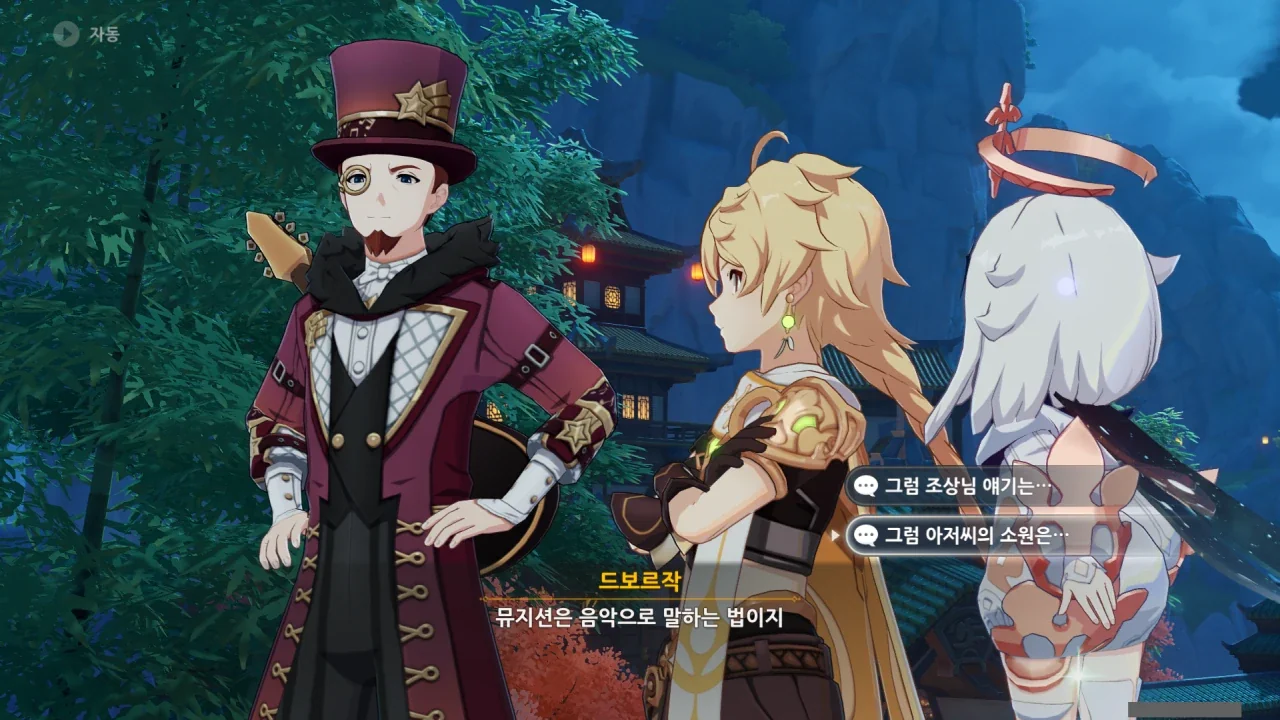 자동
그럼 조상님 얘기는…
그럼 아저씨의 소원은…
드보르작
뮤지션은 음악으로 말하는 법이지